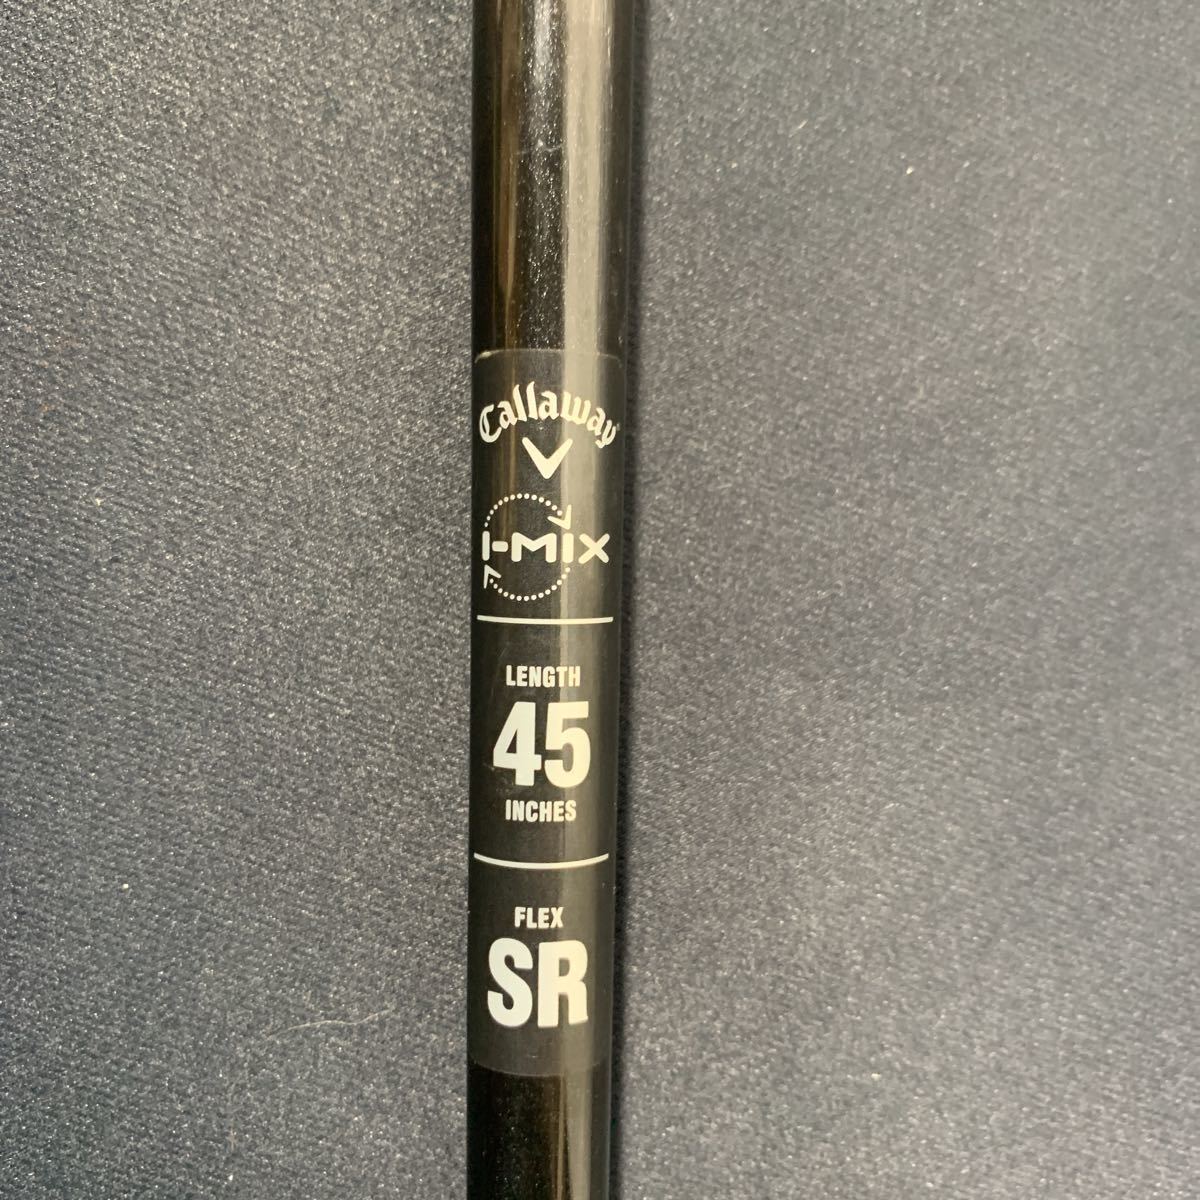 Callaway
I-MIX
LENGTH
45
INCHES
FLEX
SR